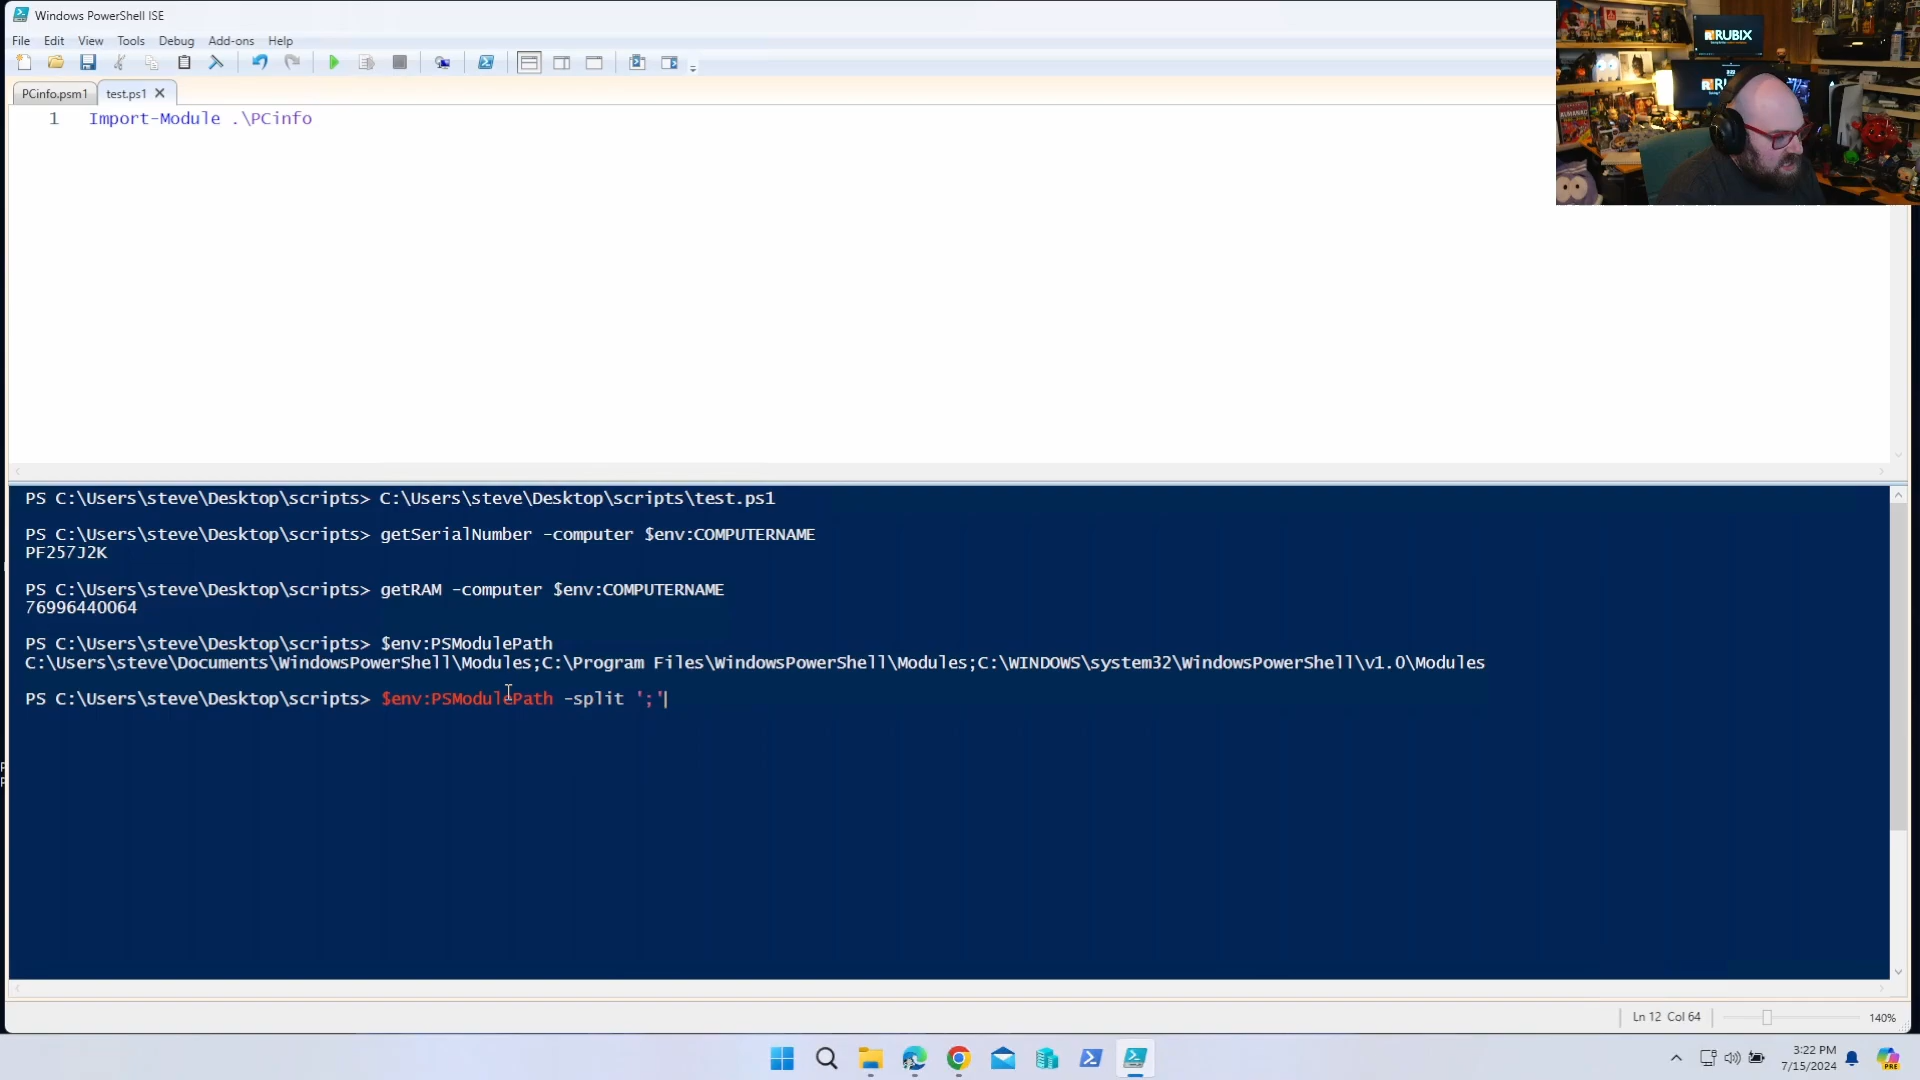 Windows PowerShell ISE
File Edit View Tools Debug Add-ons Help
PCinfo.psm1 test.ps1
1 Import-Module .\PCinfo
RUBIX
PS C:\Users\steve\Desktop\scripts> C:\Users\steve\Desktop\scripts\test.ps1
PS C:\Users\steve\Desktop\scripts> getSerialNumber -computer $env:COMPUTERNAME
PF257J2K
PS C:\Users\steve\Desktop\scripts> getRAM -computer $env:COMPUTERNAME
76996440064
PS C:\Users\steve\Desktop\scripts> $env:PSModulePath
C:\Users\steve\Documents\WindowsPowerShell\Modules;C:\Program Files\WindowsPowerShell\Modules;C:\WINDOWS\system32\WindowsPowerShell\v1.0\Modules
PS C:\Users\steve\Desktop\scripts> $env:PSModulePath -split ';'
Ln 12 Col 64 140%
3:22 PM
7/15/2024
PRE